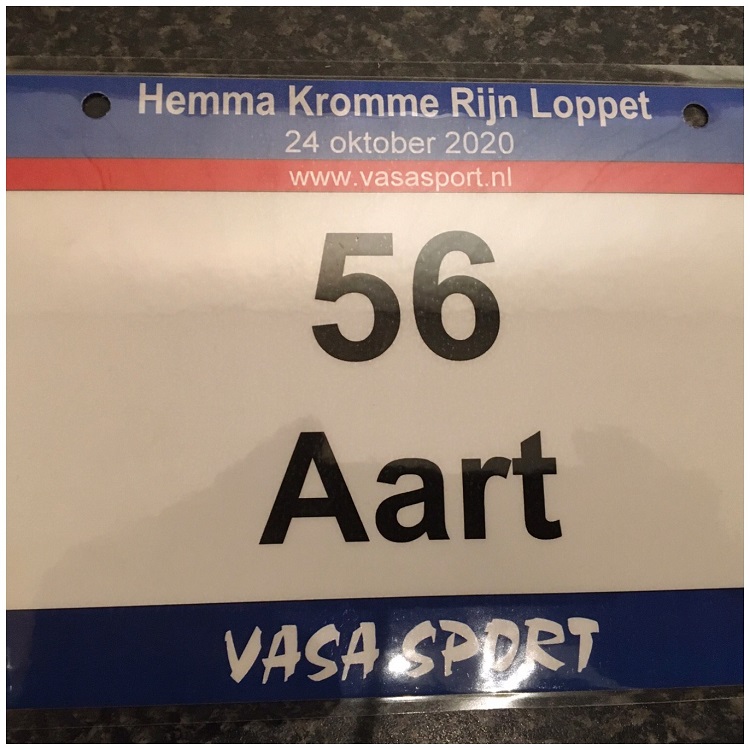 Hemma Kromme Rijn Loppet
24 oktober 2020
www.vasasport.nl
56
Aart
VASA SPORT